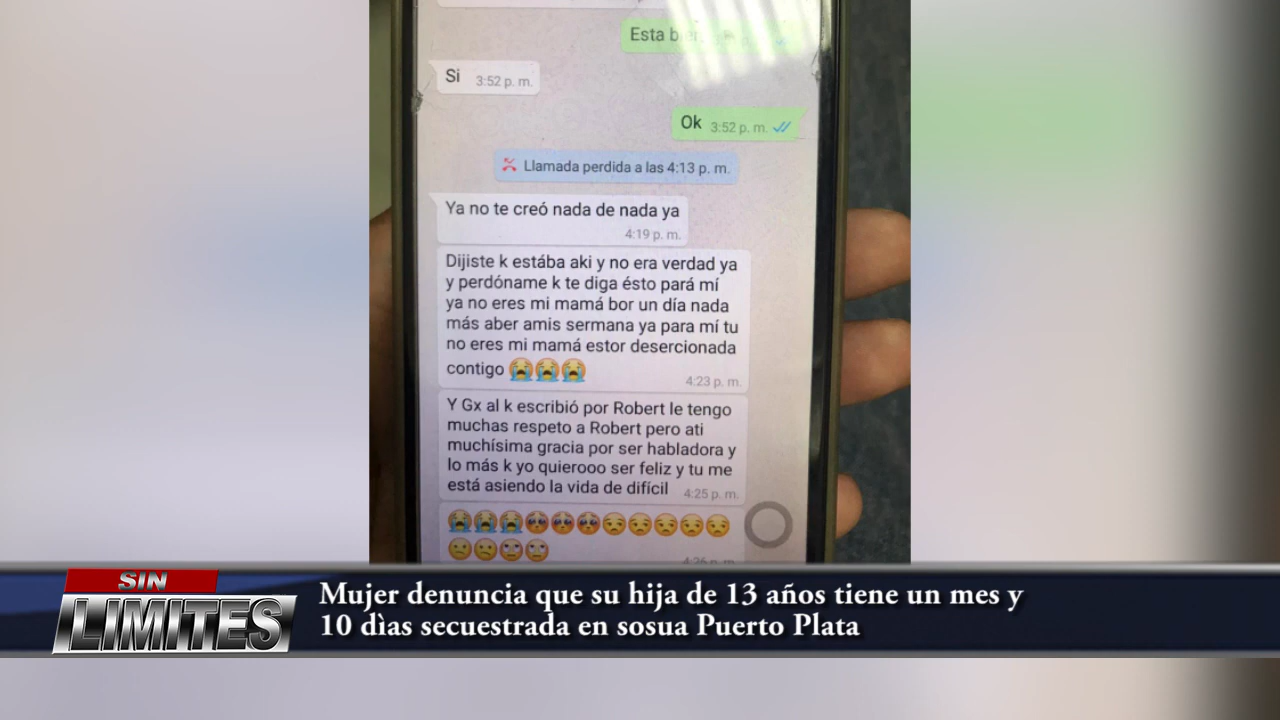 Esta bien
Si 3:52 p. m.
Ok 3:52 p. m.
Llamada perdida a las 4:13 p. m.
Ya no te creó nada de nada ya
4:19 p. m.
Dijiste k estába aki y no era verdad ya
y perdóname k te diga ésto pará mí
ya no eres mi mamá bor un día nada
más aber amis sermana ya para mí tu
no eres mi mamá estor desercionada
contigo 😭😭😭 4:23 p. m.
Y Gx al k escribió por Robert le tengo
muchas respeto a Robert pero ati
muchísima gracia por ser habladora y
lo más k yo quierooo ser feliz y tu me
está asiendo la vida de difícil 4:25 p. m.
SIN
LIMITES
Mujer denuncia que su hija de 13 años tiene un mes y
10 dìas secuestrada en sosua Puerto Plata